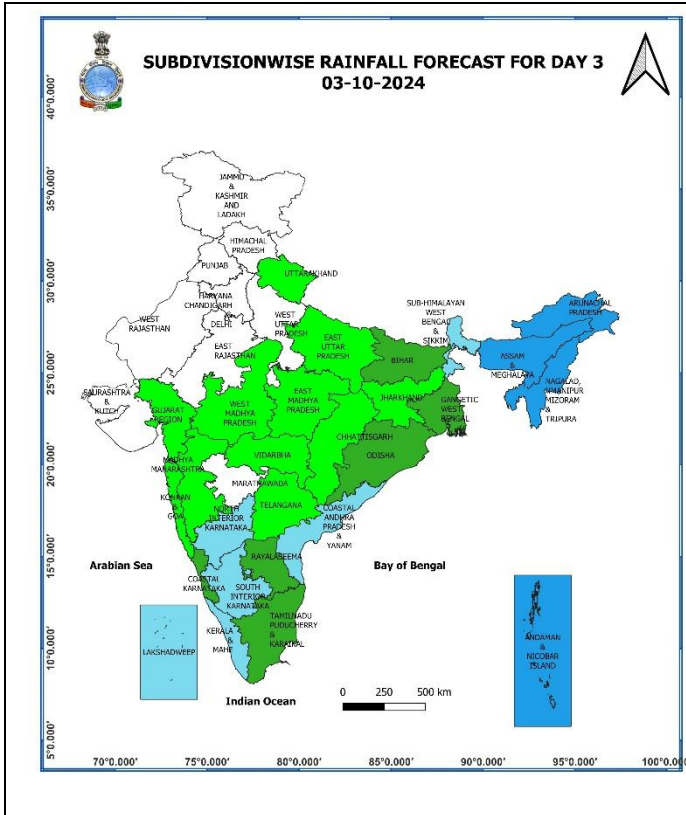 SUBDIVISIONWISE RAINFALL FORECAST FOR DAY 3
03-10-2024
40°0.000'
35°0.000'
30°0.000'
25°0.000'
20°0.000'
15°0.000'
10°0.000'
5°0.000'
JAMMU
&
KASHMIR
AND
LADAKH
HIMACHAL
PRADESH
PUNJAB
UTTARAKHAND
HARYANA
CHANDIGARH
&
DELHI
WEST
RAJASTHAN
WEST
UTTAR
PRADESH
EAST
RAJASTHAN
EAST
UTTAR
PRADESH
SUB-HIMALAYAN
WEST
BENGAL
&
SIKKIM
ARUNACHAL
PRADESH
BIHAR
ASSAM
&
MEGHALAYA
NAGALAD,
MANIPUR
MIZORAM
&
TRIPURA
SAURASHTRA
&
KUTCH
GUJARAT
REGION
WEST
MADHYA
PRADESH
EAST
MADHYA
PRADESH
JHARKHAND
GANGETIC
WEST
BENGAL
CHHATTISGARH
ODISHA
MADHYA
MAHARASHTRA
VIDARBHA
MARATHAWADA
KONKAN
&
GOA
TELANGANA
NORTH
INTERIOR
KARNATAKA
COASTAL
ANDHRA
PRADESH
&
YANAM
RAYALASEEMA
Arabian Sea
Bay of Bengal
COASTAL
KARNATAKA
SOUTH
INTERIOR
KARNATAKA
TAMILNADU
PUDUCHERRY
&
KARAIKAL
KERALA
&
MAHE
LAKSHADWEEP
ANDAMAN
&
NICOBAR
ISLAND
Indian Ocean
0 250 500 km
70°0.000' 75°0.000' 80°0.000' 85°0.000' 90°0.000' 95°0.000' 100°0.000'